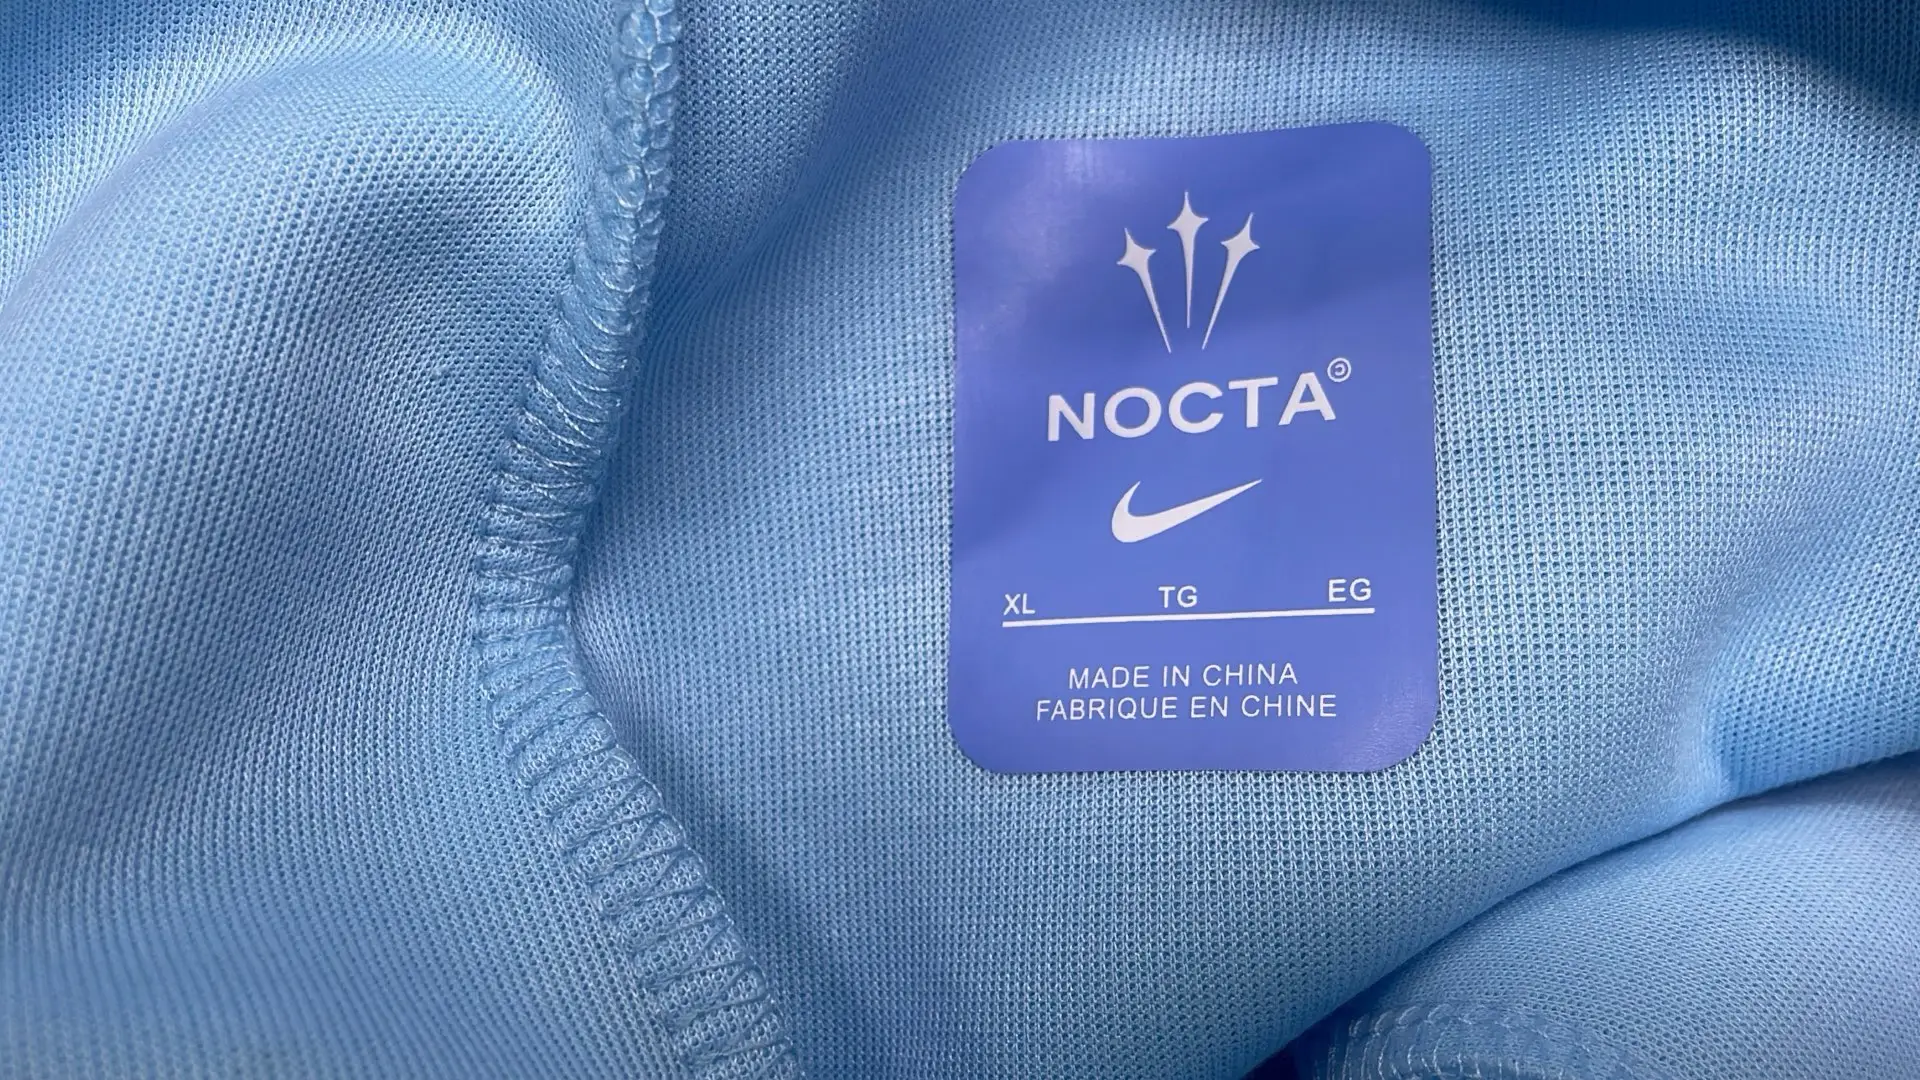 NOCTA
XL TG EG
MADE IN CHINA
FABRIQUE EN CHINE